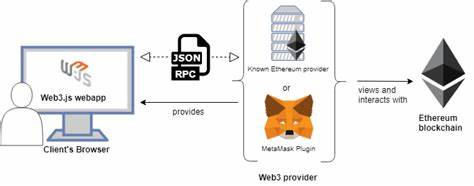 W3JS
Web3.js webapp
Client's Browser
JSON
RPC
provides
Known Ethereum provider
or
MetaMask Plugin
Web3 provider
views and
interacts with
Ethereum
blockchain